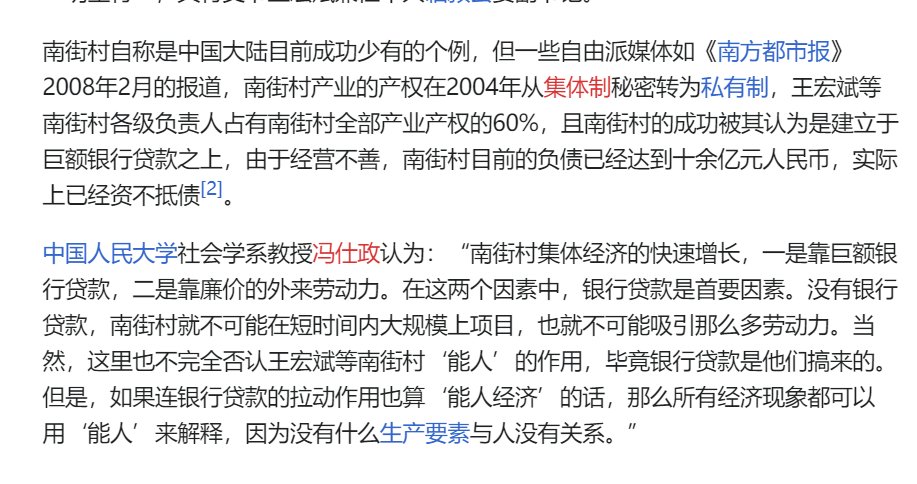 南街村自称是中国大陆目前成功少有的个例，但一些自由派媒体如《南方都市报》
2008年2月的报道，南街村产业的产权在2004年从集体制秘密转为私有制，王宏斌等
南街村各级负责人占有南街村全部产业产权的60%，且南街村的成功被其认为是建立于
巨额银行贷款之上，由于经营不善，南街村目前的负债已经达到十余亿元人民币，实际
上已经资不抵债[2]。
中国人民大学社会学系教授冯仕政认为：“南街村集体经济的快速增长，一是靠巨额银
行贷款，二是靠廉价的外来劳动力。在这两个因素中，银行贷款是首要因素。没有银行
贷款，南街村就不可能在短时间内大规模上项目，也就不可能吸引那么多劳动力。当
然，这里也不完全否认王宏斌等南街村‘能人’的作用，毕竟银行贷款是他们搞来的。
但是，如果连银行贷款的拉动作用也算‘能人经济’的话，那么所有经济现象都可以
用‘能人’来解释，因为没有什么生产要素与人没有关系。”